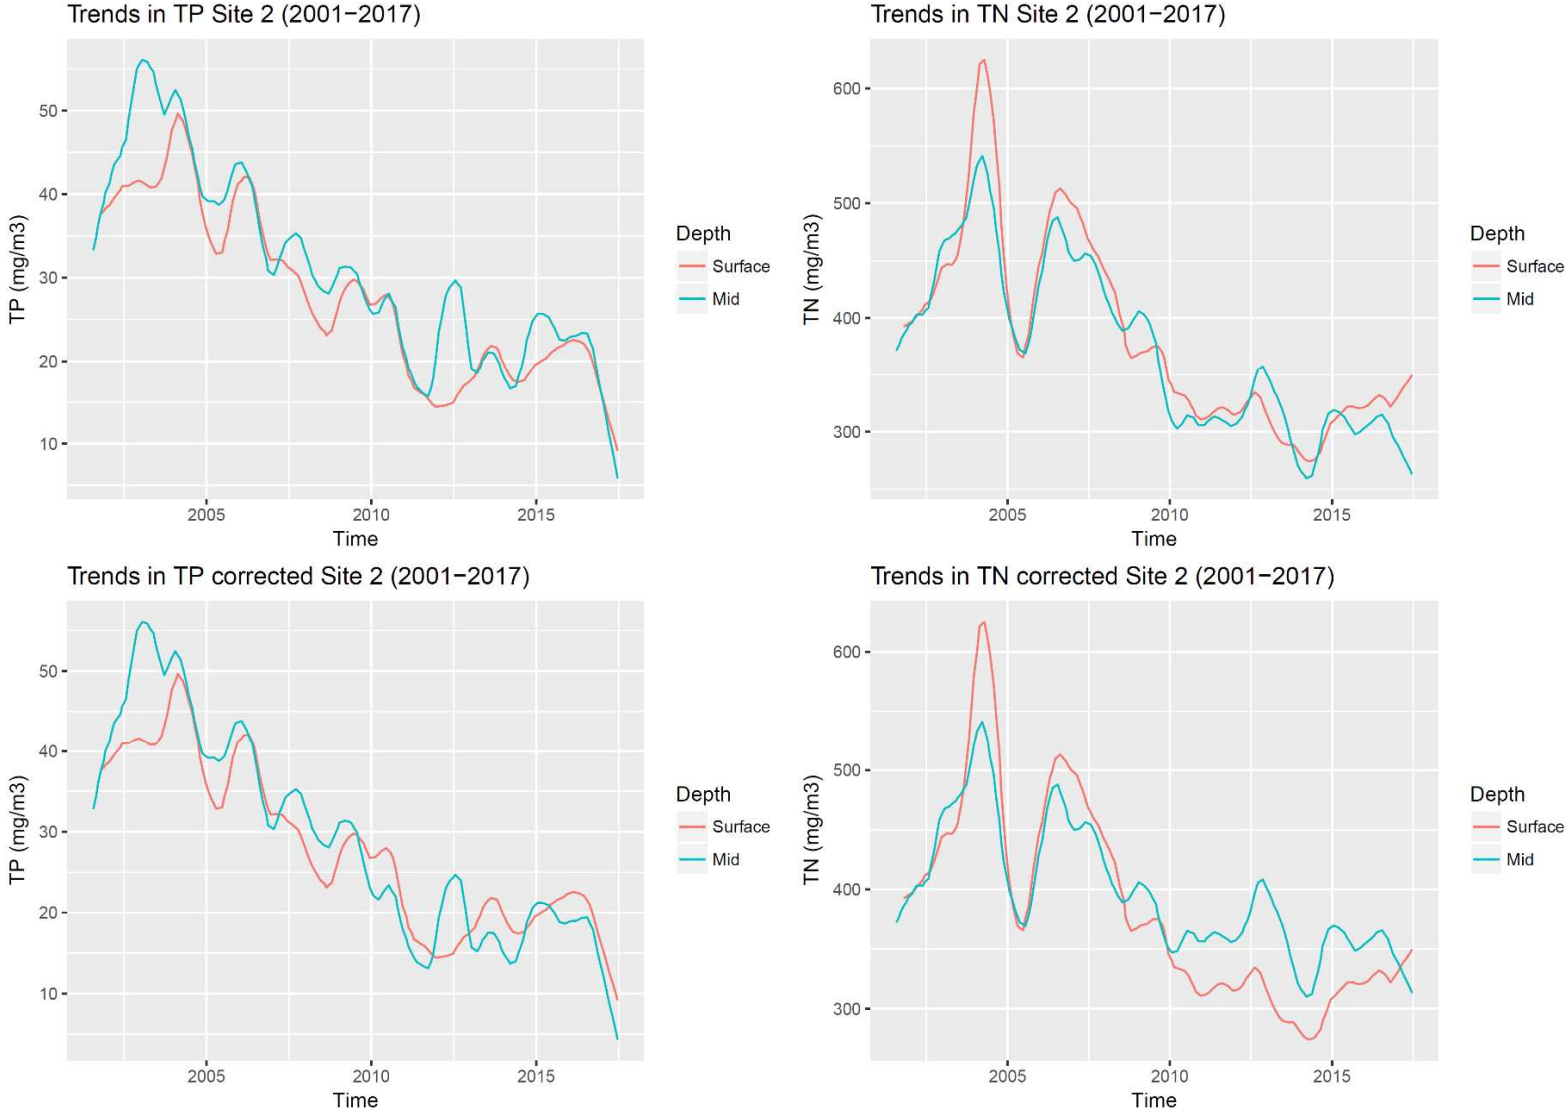 Trends in TP Site 2 (2001−2017)
50
40
30
20
10
TP (mg/m3)
2005
2010
2015
Time
Depth
Surface
Mid
Trends in TN Site 2 (2001−2017)
600
500
400
300
TN (mg/m3)
2005
2010
2015
Time
Depth
Surface
Mid
Trends in TP corrected Site 2 (2001−2017)
50
40
30
20
10
TP (mg/m3)
2005
2010
2015
Time
Depth
Surface
Mid
Trends in TN corrected Site 2 (2001−2017)
600
500
400
300
TN (mg/m3)
2005
2010
2015
Time
Depth
Surface
Mid